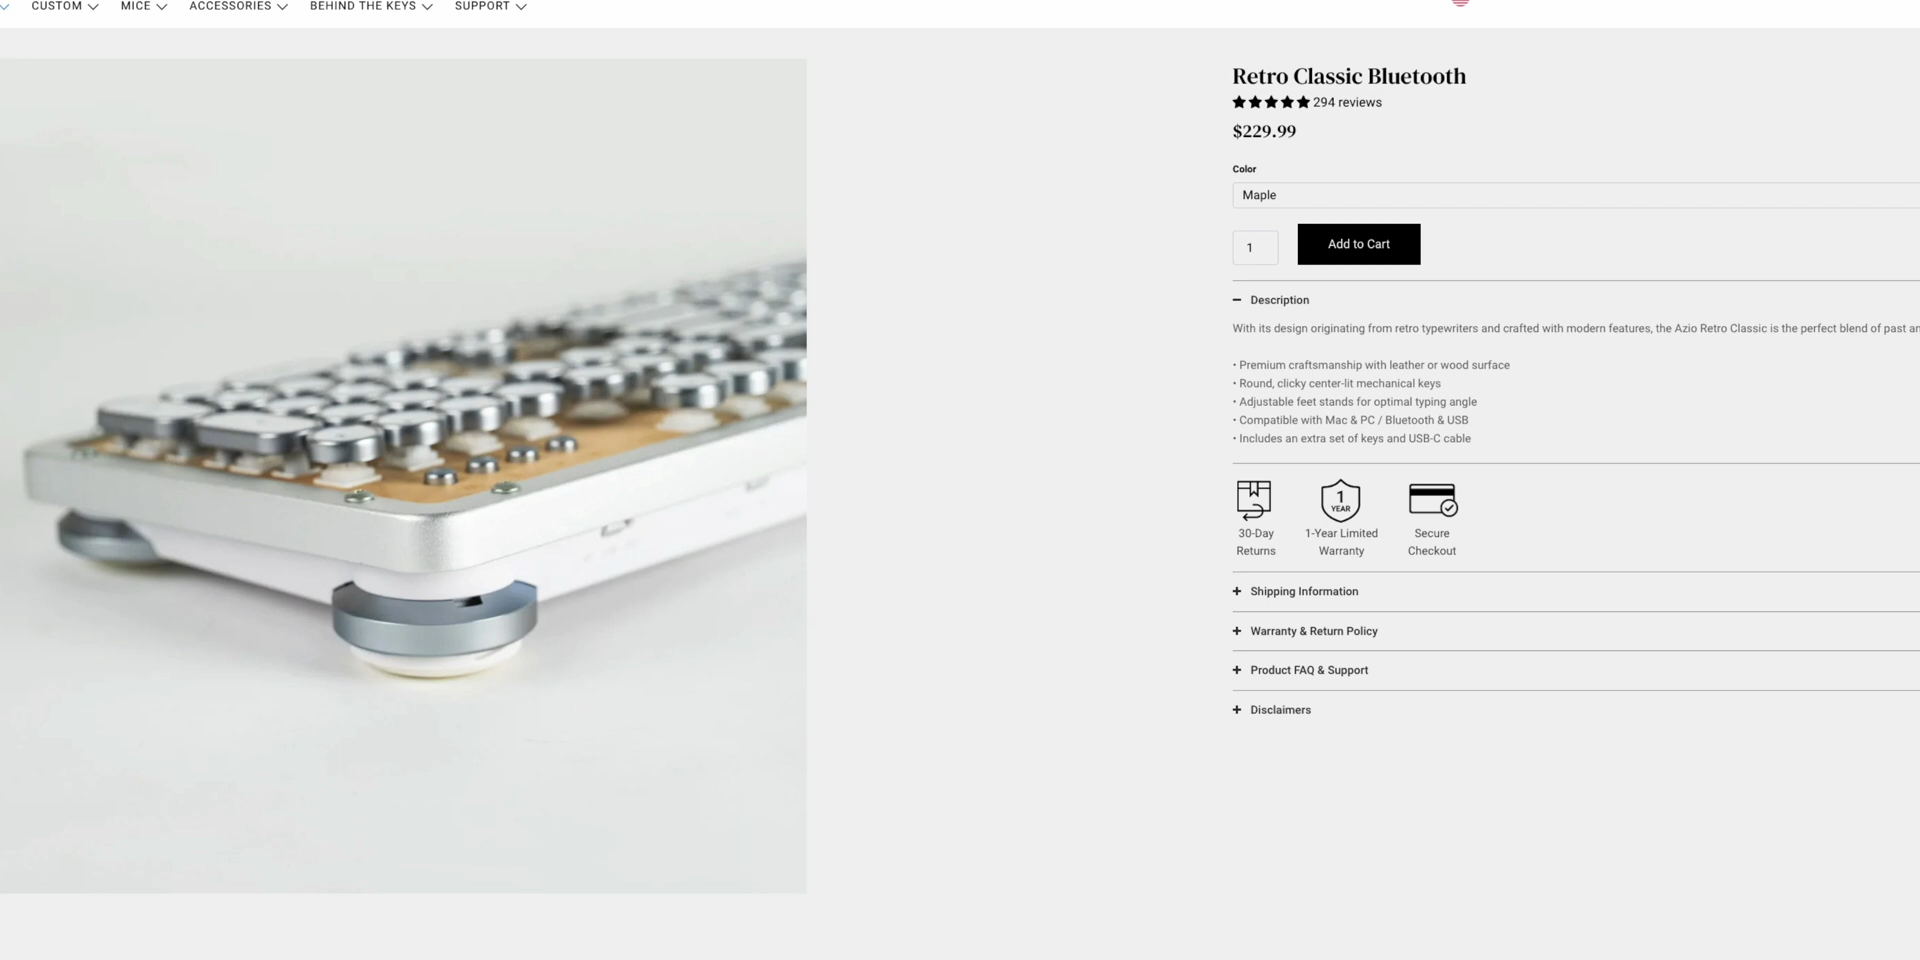 CUSTOM MICE ACCESSORIES BEHIND THE KEYS SUPPORT
Retro Classic Bluetooth
294 reviews
$229.99
Color
Maple
1 Add to Cart
Description
With its design originating from retro typewriters and crafted with modern features, the Azio Retro Classic is the perfect blend of past
• Premium craftsmanship with leather or wood surface
• Round, clicky center-lit mechanical keys
• Adjustable feet stands for optimal typing angle
• Compatible with Mac & PC / Bluetooth & USB
• Includes an extra set of keys and USB-C cable
1
YEAR
30-Day
Returns
1-Year Limited
Warranty
Secure
Checkout
Shipping Information
Warranty & Return Policy
Product FAQ & Support
Disclaimers